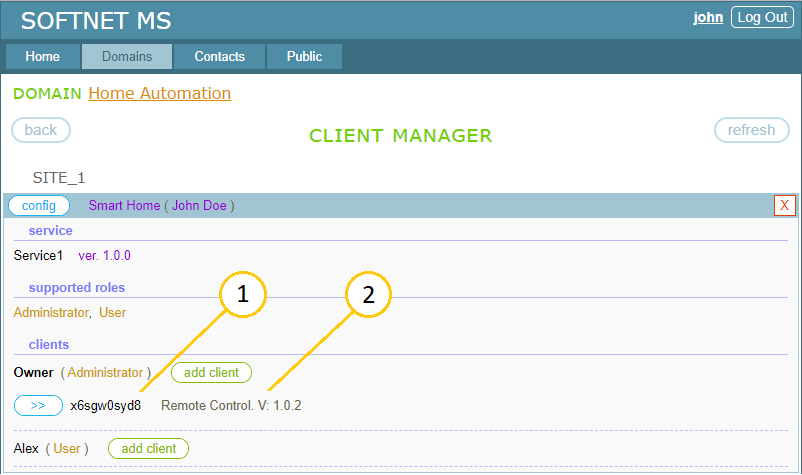 SOFTNET MS
john Log Out
Home Domains Contacts Public
DOMAIN Home Automation
back
CLIENT MANAGER
refresh
SITE_1
config Smart Home ( John Doe ) X
service
Service1 ver. 1.0.0
supported roles
Administrator, User
1 2
clients
Owner ( Administrator ) add client
>> x6sgw0syd8 Remote Control. V: 1.0.2
Alex ( User ) add client